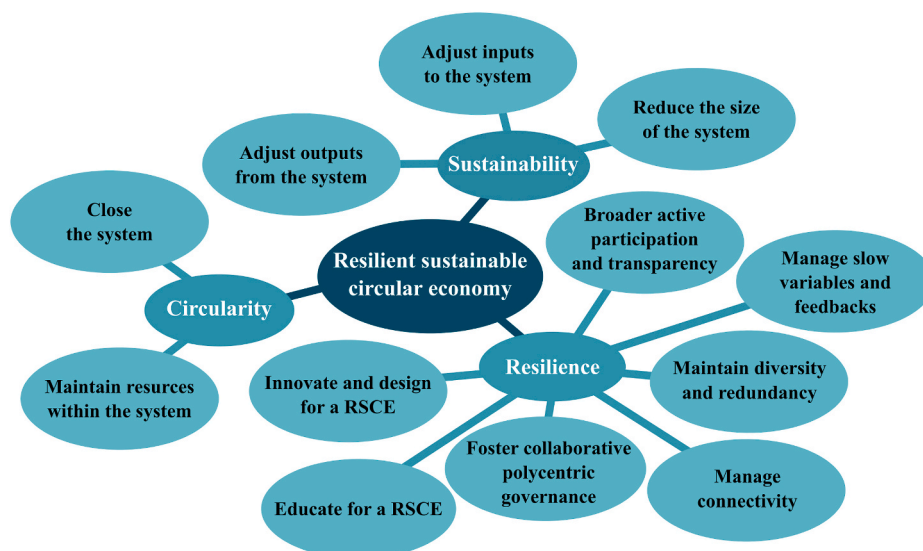 Adjust inputs
to the system
Reduce the size
of the system
Adjust outputs
from the system
Sustainability
Close
the system
Broader active
participation
and transparency
Resilient sustainable
circular economy
Manage slow
variables and
feedbacks
Circularity
Resilience
Maintain resurces
within the system
Innovate and design
for a RSCE
Maintain diversity
and redundancy
Foster collaborative
polycentric
governance
Manage
connectivity
Educate for a RSCE